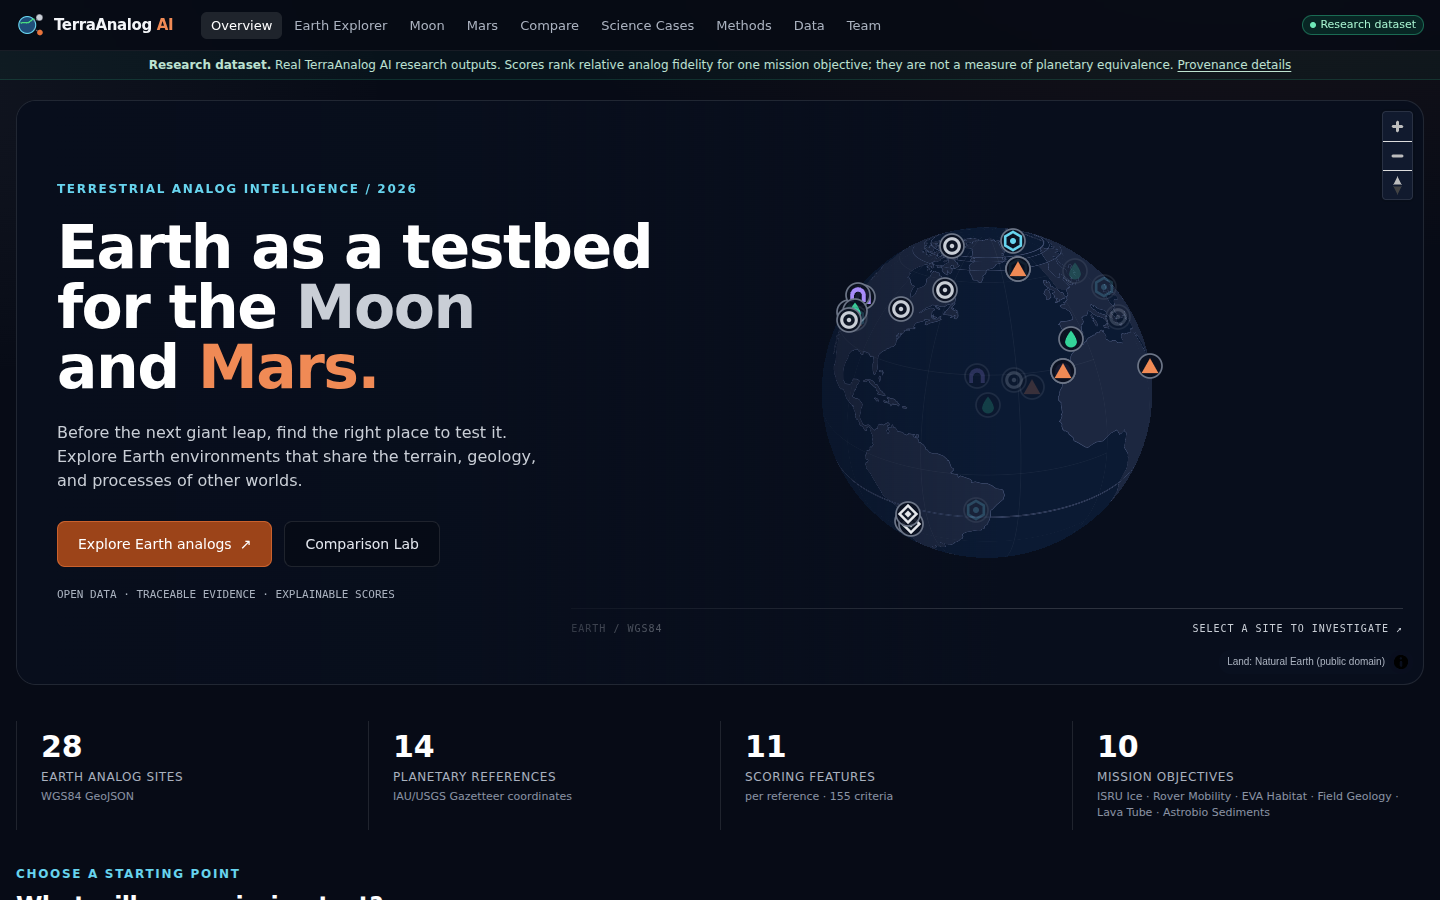 TerraAnalog AI
Overview
Earth Explorer
Moon
Mars
Compare
Science Cases
Methods
Data
Team
Research dataset
Research dataset. Real TerraAnalog AI research outputs. Scores rank relative analog fidelity for one mission objective; they are not a measure of planetary equivalence. Provenance details
TERRESTRIAL ANALOG INTELLIGENCE / 2026
Earth as a testbed
for the Moon
and Mars.
Before the next giant leap, find the right place to test it.
Explore Earth environments that share the terrain, geology,
and processes of other worlds.
Explore Earth analogs ↗
Comparison Lab
OPEN DATA · TRACEABLE EVIDENCE · EXPLAINABLE SCORES
EARTH / WGS84
SELECT A SITE TO INVESTIGATE ↗
Land: Natural Earth (public domain)
28
EARTH ANALOG SITES
WGS84 GeoJSON
14
PLANETARY REFERENCES
IAU/USGS Gazetteer coordinates
11
SCORING FEATURES
per reference · 155 criteria
10
MISSION OBJECTIVES
ISRU Ice · Rover Mobility · EVA Habitat · Field Geology ·
Lava Tube · Astrobio Sediments
CHOOSE A STARTING POINT